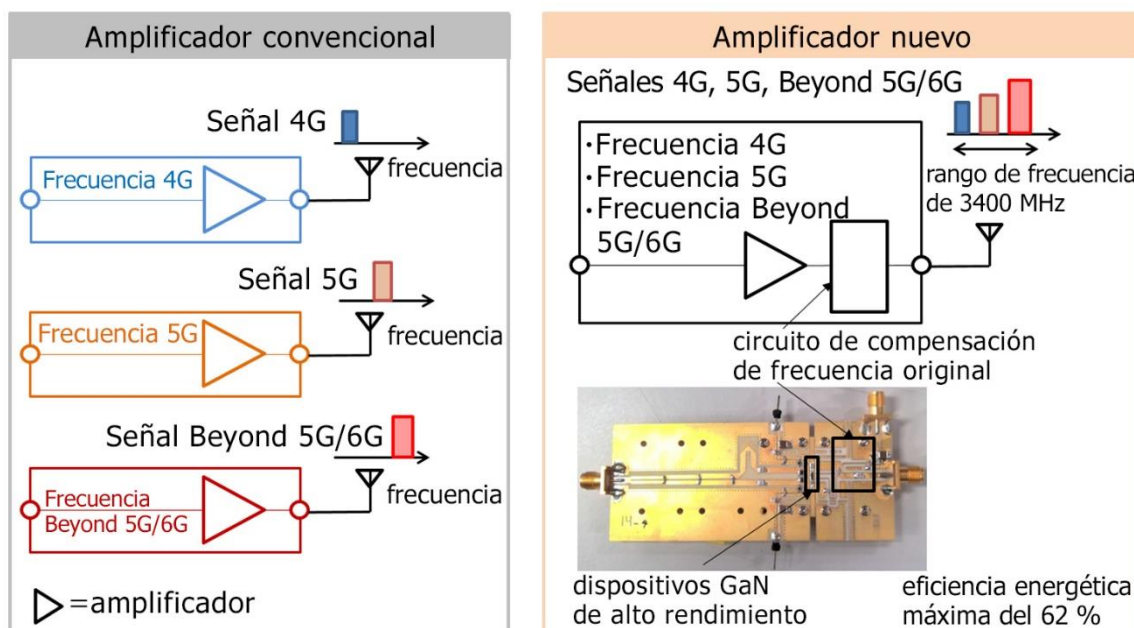 Amplificador convencional
Señal 4G
frecuencia
Frecuencia 4G
Señal 5G
frecuencia
Frecuencia 5G
Señal Beyond 5G/6G
frecuencia
Frecuencia
Beyond 5G/6G
=amplificador
Amplificador nuevo
Señales 4G, 5G, Beyond 5G/6G
·Frecuencia 4G
·Frecuencia 5G
·Frecuencia Beyond
5G/6G
rango de frecuencia
de 3400 MHz
circuito de compensación
de frecuencia original
dispositivos GaN
de alto rendimiento
eficiencia energética
máxima del 62 %